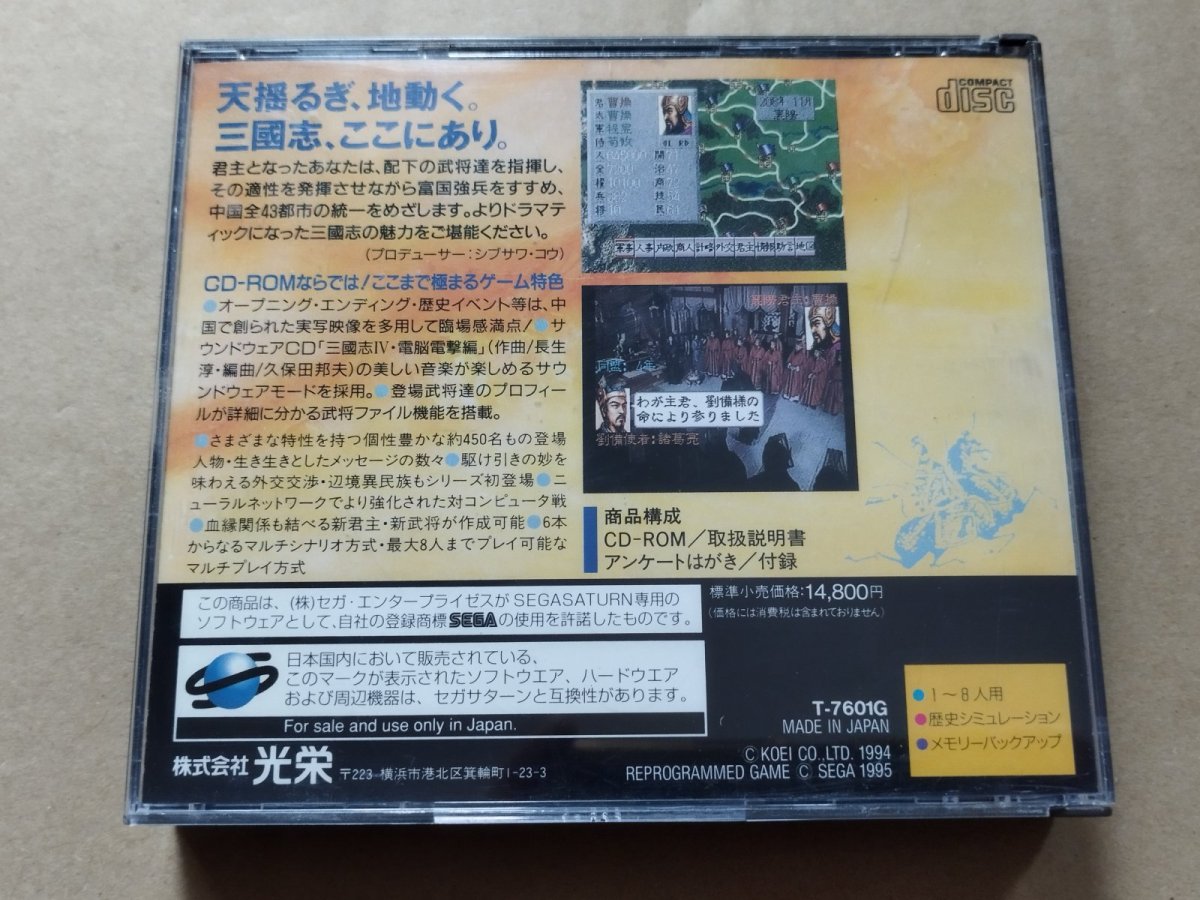 天揺るぎ、地動く。
三國志、ここにあり。
君主となったあなたは、配下の武将達を指揮し、
その適性を発揮させながら富国強兵をすすめ、
中国全43都市の統一をめざします。よりドラマテ
ィックになった三國志の魅力をご堪能ください。
(プロデューサー:シブサワ・コウ)
CD-ROMならでは!ここまで極まるゲーム特色
●オープニング・エンディング・歴史イベント等は、中
国で創られた実写映像を多用して臨場感満点!●サ
ウンドウェアCD「三國志IV・電脳電撃編」(作曲/長生
淳・編曲/久保田邦夫)の美しい音楽が楽しめるサウ
ンドウェアモードを採用。●登場武将達のプロフィー
ルが詳細に分かる武将ファイル機能を搭載。
●さまざまな特性を持つ個性豊かな約450名もの登場
人物・生き生きとしたメッセージの数々●駆け引きの妙を
味わえる外交交渉・辺境異民族もシリーズ初登場●ニ
ューラルネットワークでより強化された対コンピュータ戦
●血縁関係も結べる新君主・新武将が作成可能●6本
からなるマルチシナリオ方式・最大8人までプレイ可能な
マルチプレイ方式
COMPACT
disc
君 曹操
軍事 人事 内政 商人 計略 外交 君主 情報 助言 地図
襄陽君主:曹操
わが主君、劉備様の
命により参りました
劉備使者:諸葛亮
商品構成
CD-ROM/取扱説明書
アンケートはがき/付録
この商品は、(株)セガ・エンタープライゼスがSEGASATURN専用の
ソフトウェアとして、自社の登録商標SEGAの使用を許諾したものです。
標準小売価格:14,800円
(価格には消費税は含まれておりません)
日本国内において販売されている、
このマークが表示されたソフトウエア、ハードウエア
および周辺機器は、セガサターンと互換性があります。
For sale and use only in Japan.
株式会社 光栄 〒223 横浜市港北区箕輪町1-23-3
T-7601G
MADE IN JAPAN
© KOEI CO.,LTD. 1994
REPROGRAMMED GAME © SEGA 1995
●1~8人用
●歴史シミュレーション
●メモリーバックアップ